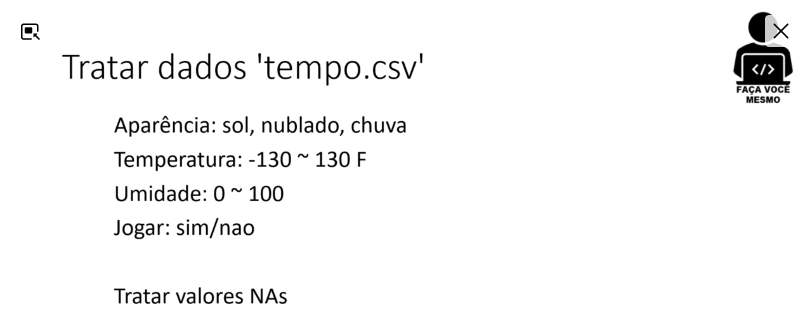 Tratar dados 'tempo.csv'
</>
FAÇA VOCÊ
MESMO
Aparência: sol, nublado, chuva
Temperatura: -130 ~ 130 F
Umidade: 0 ~ 100
Jogar: sim/nao
Tratar valores NAs